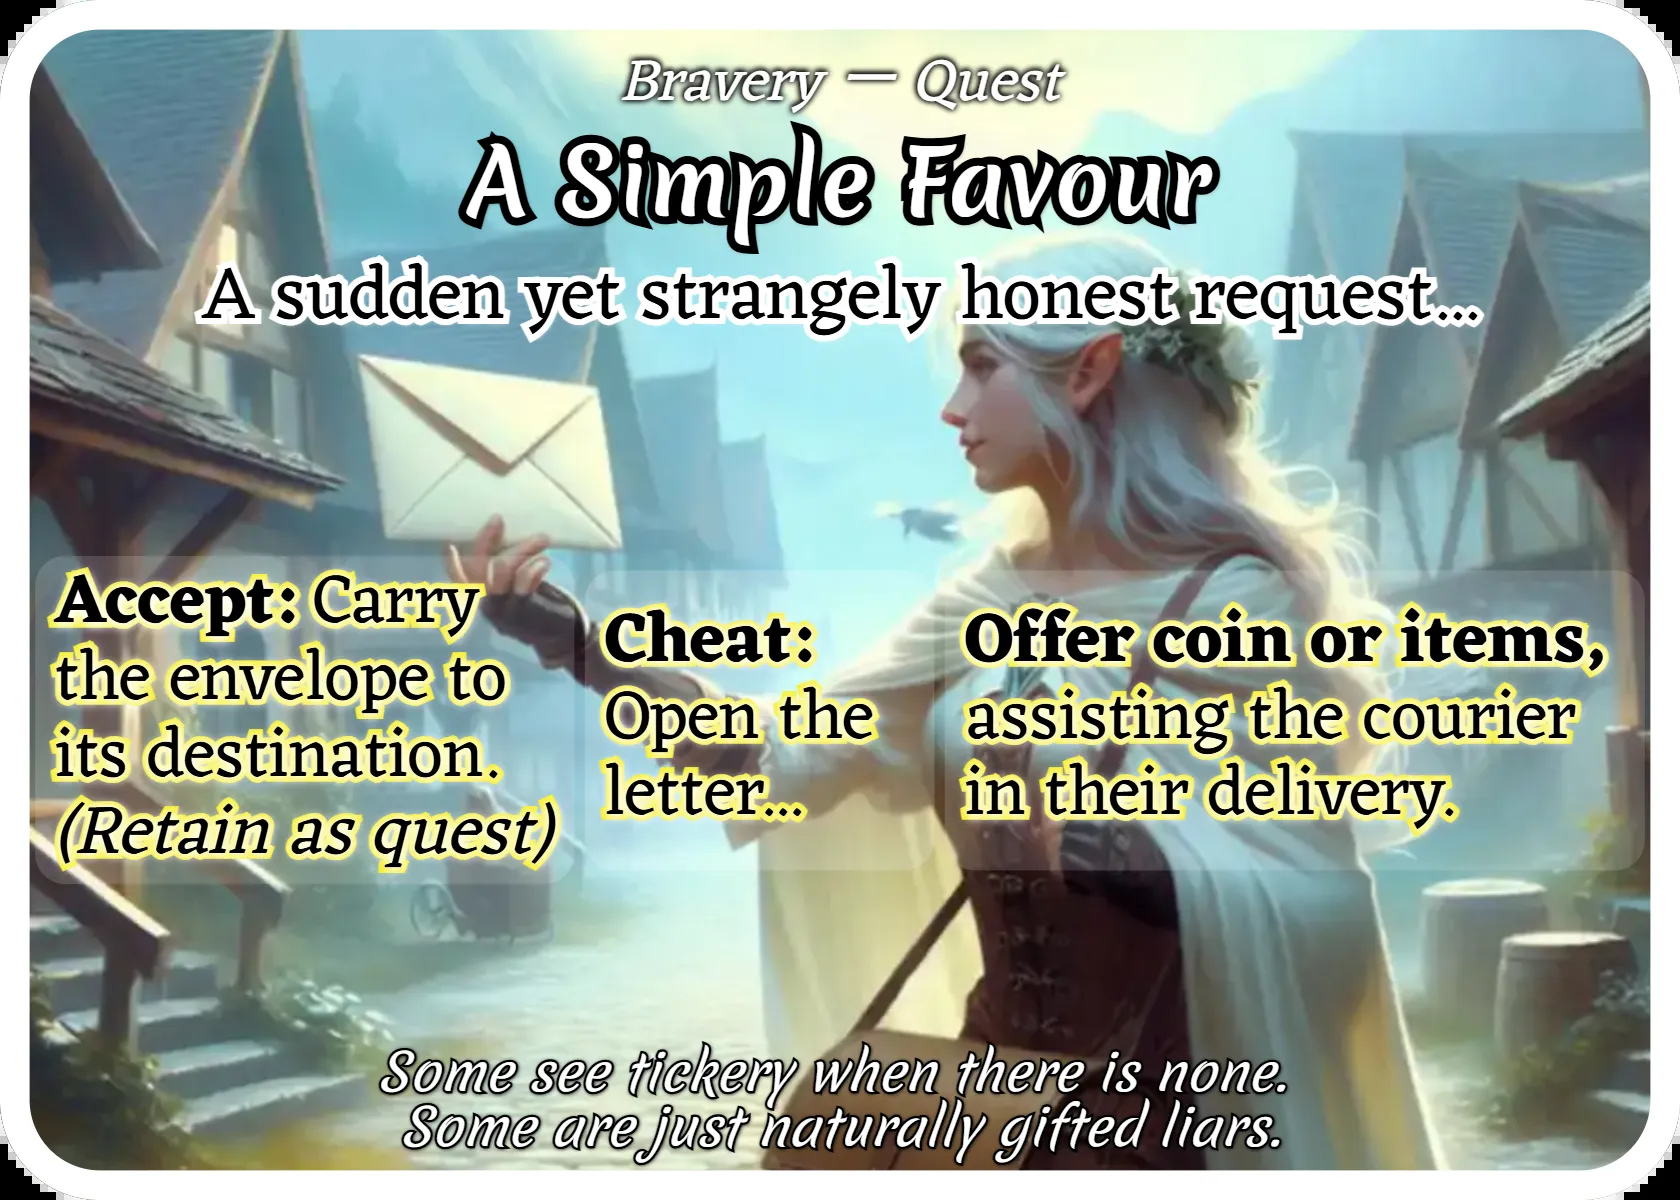 Bravery — Quest
A Simple Favour
A sudden yet strangely honest request...
Accept: Carry
the envelope to
its destination.
(Retain as quest)
Cheat:
Open the
letter...
Offer coin or items,
assisting the courier
in their delivery.
Some see tickery when there is none.
Some are just naturally gifted liars.